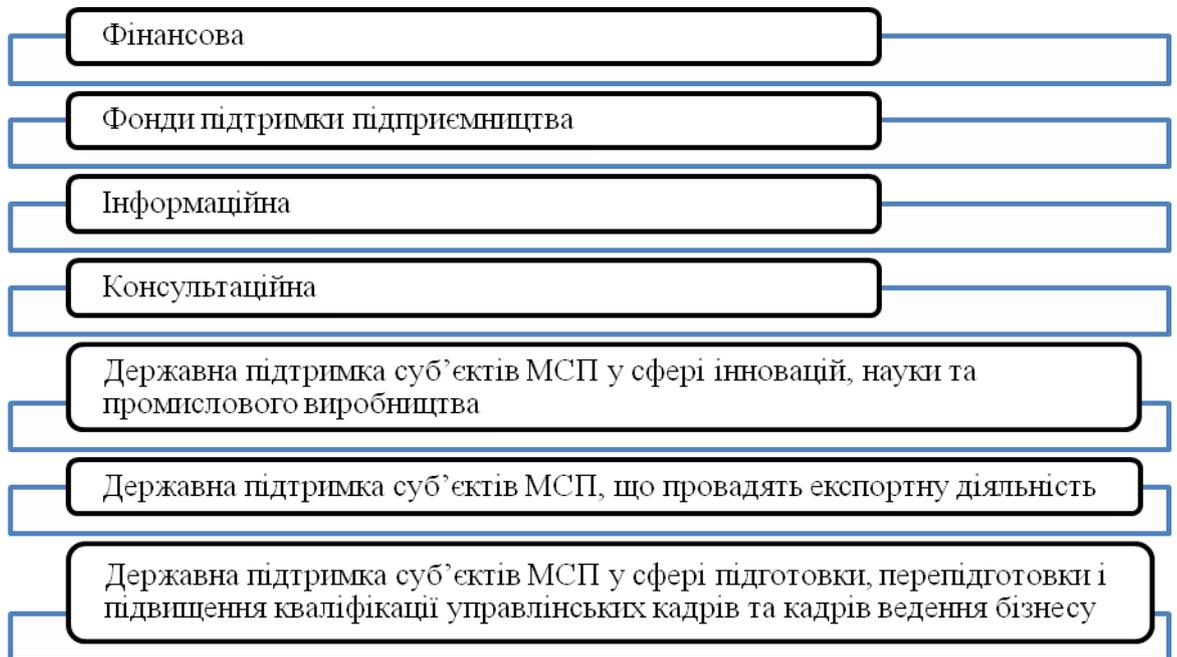 Фінансова
Фонди підтримки підприємництва
Інформаційна
Консультаційна
Державна підтримка суб’єктів МСП у сфері інновацій, науки та
промислового виробництва
Державна підтримка суб’єктів МСП, що провадять експортну діяльність
Державна підтримка суб’єктів МСП у сфері підготовки, перепідготовки і
підвищення кваліфікації управлінських кадрів та кадрів ведення бізнесу